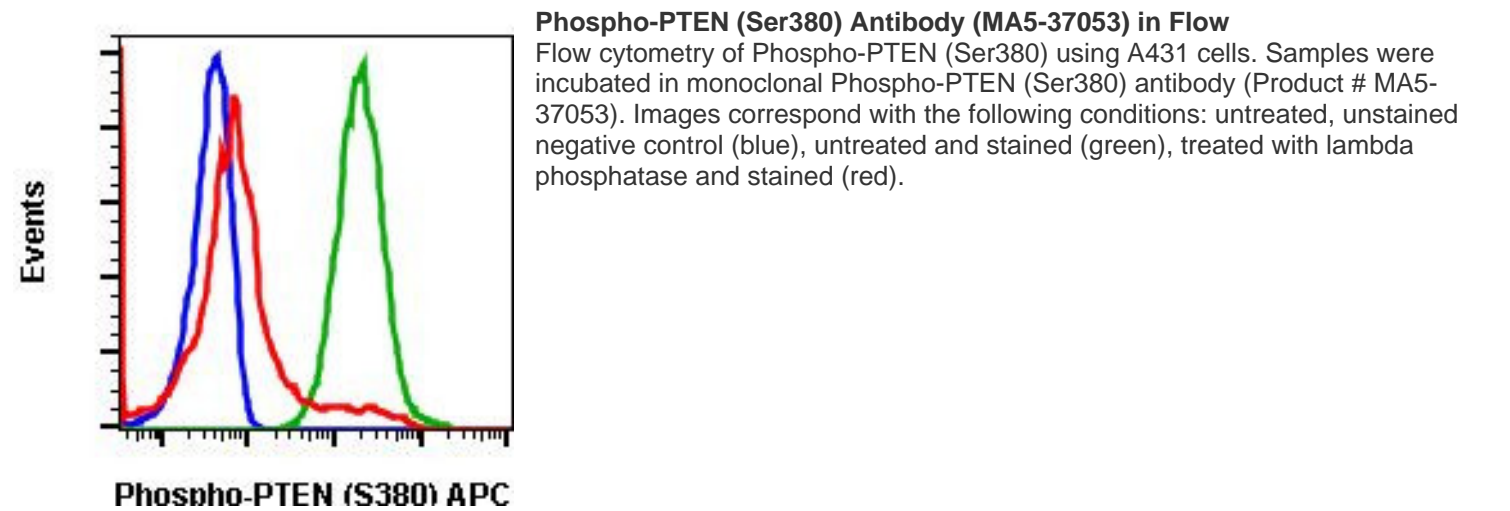 Phospho-PTEN (Ser380) Antibody (MA5-37053) in Flow
Flow cytometry of Phospho-PTEN (Ser380) using A431 cells. Samples were
incubated in monoclonal Phospho-PTEN (Ser380) antibody (Product # MA5-
37053). Images correspond with the following conditions: untreated, unstained
negative control (blue), untreated and stained (green), treated with lambda
phosphatase and stained (red).
Events
Phospho-PTEN (S380) APC